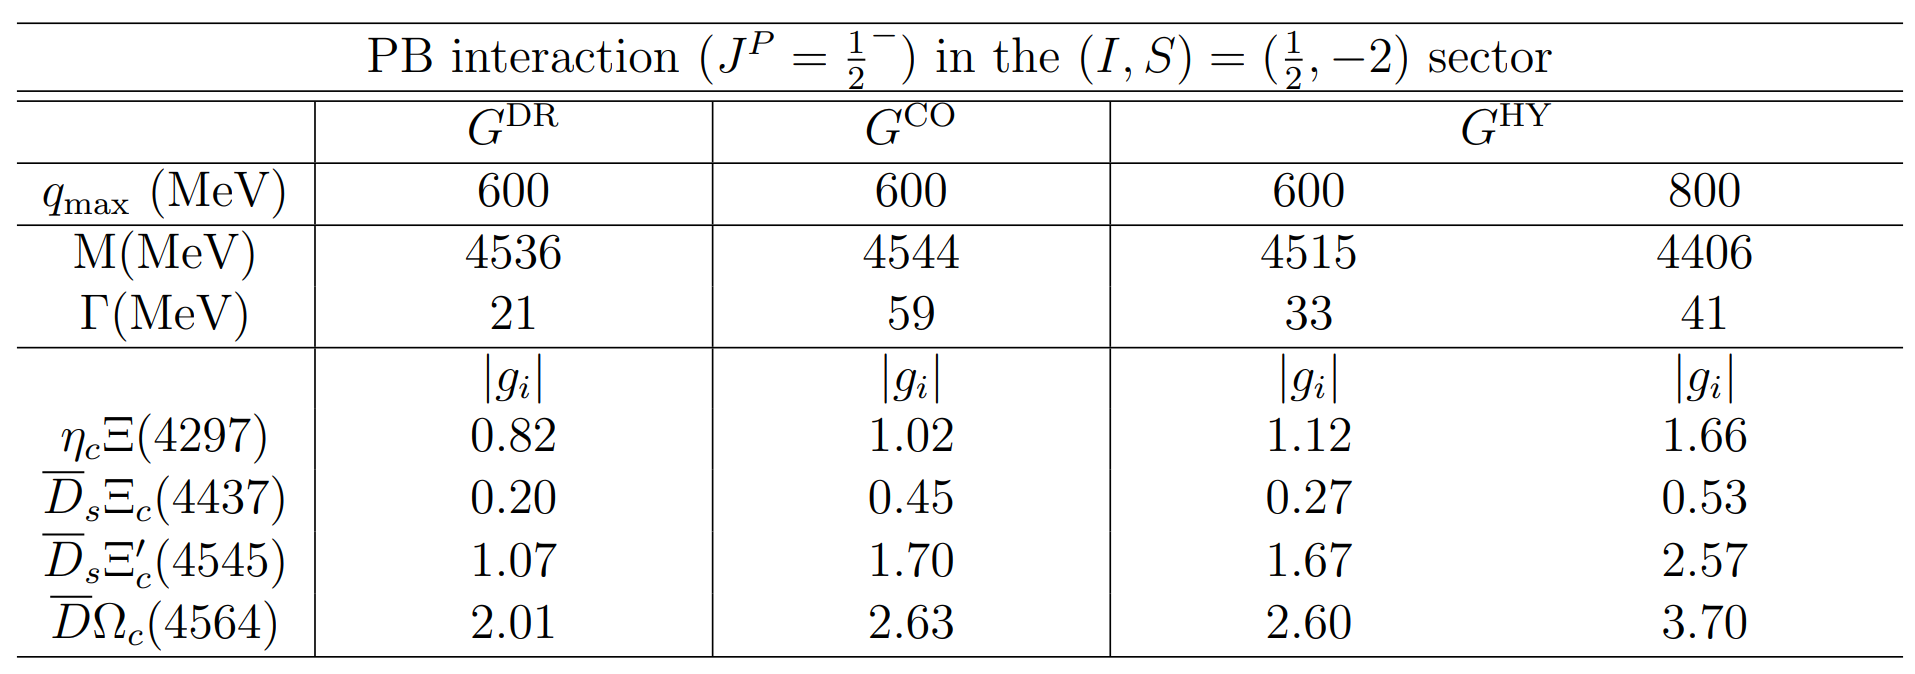 PB interaction (J^P = 1/2^−) in the (I, S) = (1/2, −2) sector
G^DR G^CO G^HY
q_max (MeV) 600 600 600 800
M(MeV) 4536 4544 4515 4406
Γ(MeV) 21 59 33 41
|g_i| |g_i| |g_i| |g_i|
η_cΞ(4297) 0.82 1.02 1.12 1.66
D̅_sΞ_c(4437) 0.20 0.45 0.27 0.53
D̅_sΞ′_c(4545) 1.07 1.70 1.67 2.57
D̅Ω_c(4564) 2.01 2.63 2.60 3.70